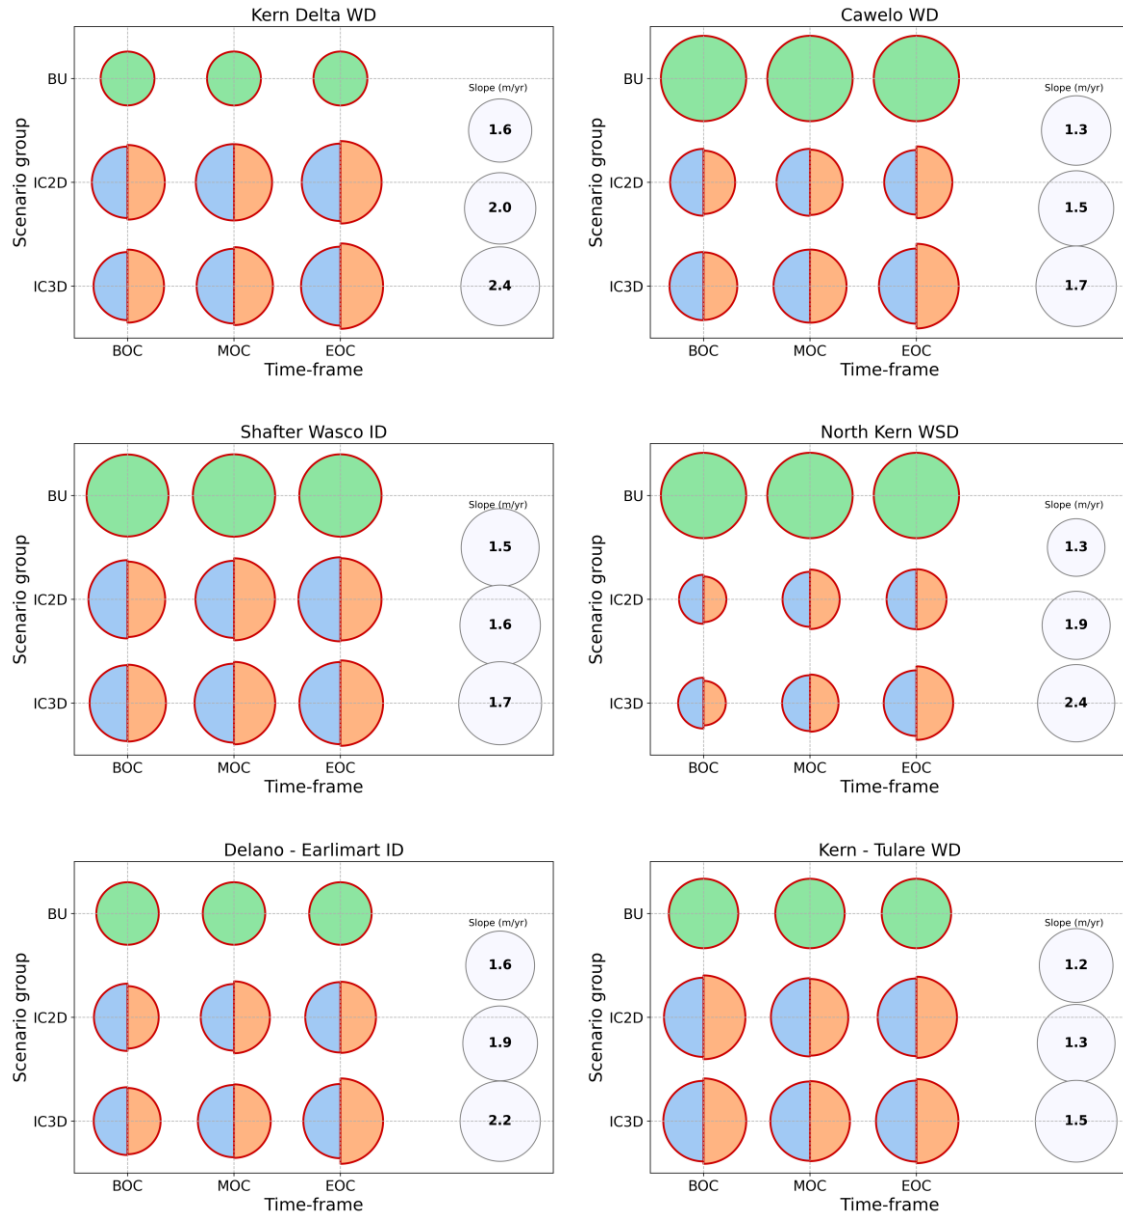 Kern Delta WD
Scenario group
BU
IC2D
IC3D
Slope (m/yr)
1.6
2.0
2.4
BOC MOC EOC
Time-frame
Cawelo WD
Scenario group
BU
IC2D
IC3D
Slope (m/yr)
1.3
1.5
1.7
BOC MOC EOC
Time-frame
Shafter Wasco ID
Scenario group
BU
IC2D
IC3D
Slope (m/yr)
1.5
1.6
1.7
BOC MOC EOC
Time-frame
North Kern WSD
Scenario group
BU
IC2D
IC3D
Slope (m/yr)
1.3
1.9
2.4
BOC MOC EOC
Time-frame
Delano - Earlimart ID
Scenario group
BU
IC2D
IC3D
Slope (m/yr)
1.6
1.9
2.2
BOC MOC EOC
Time-frame
Kern - Tulare WD
Scenario group
BU
IC2D
IC3D
Slope (m/yr)
1.2
1.3
1.5
BOC MOC EOC
Time-frame